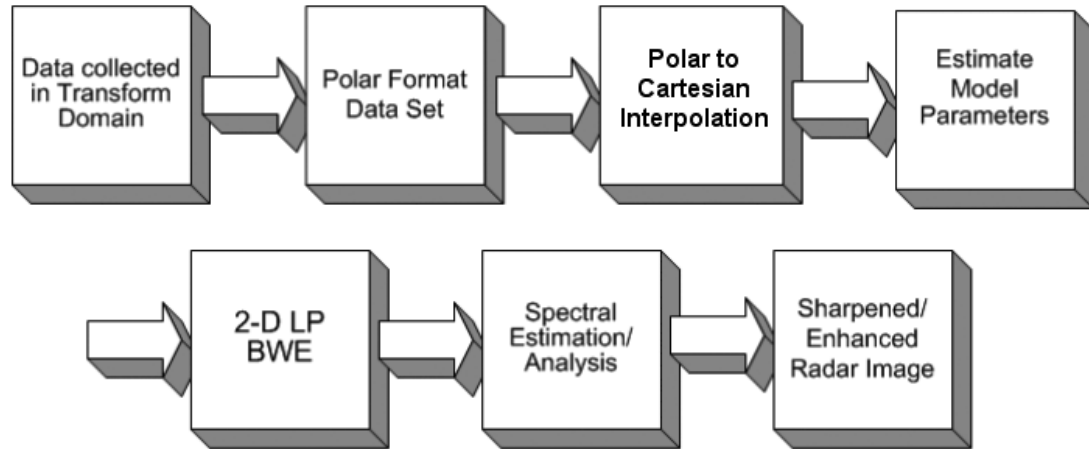 Data collected
in Transform
Domain
Polar Format
Data Set
Polar to
Cartesian
Interpolation
Estimate
Model
Parameters
2-D LP
BWE
Spectral
Estimation/
Analysis
Sharpened/
Enhanced
Radar Image